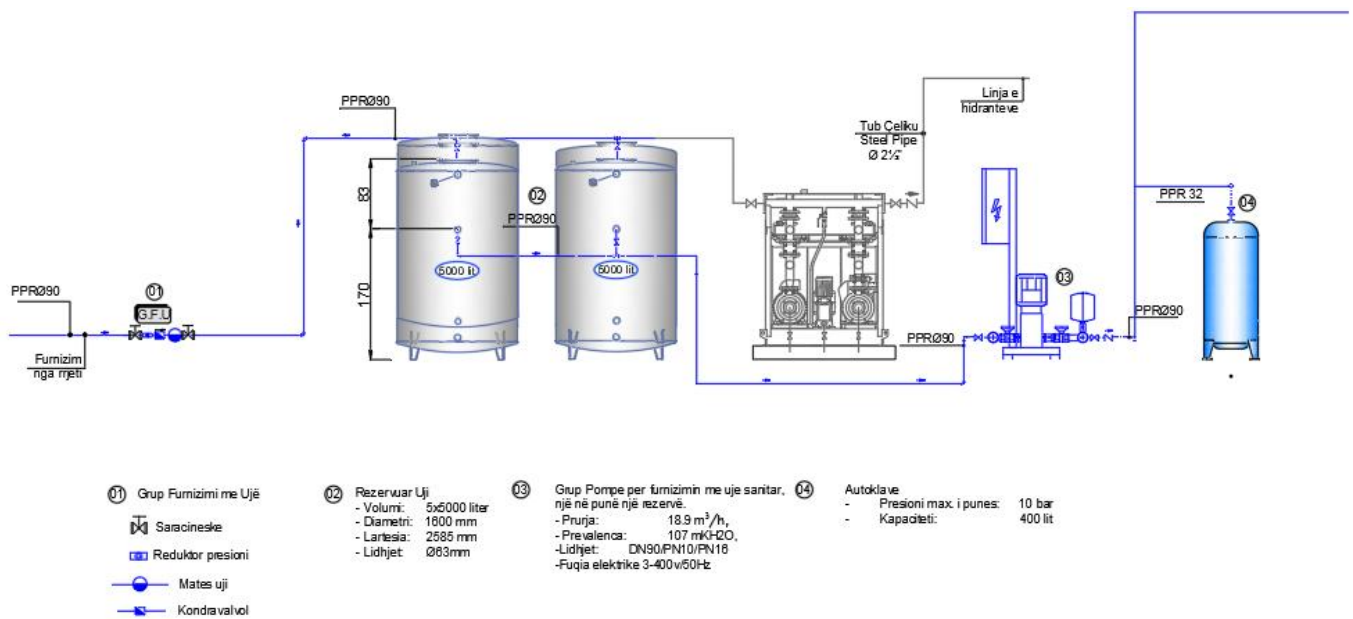 PPRØ90
Linja e
hidranteve
Tub Çeliku
Steel Pipe
Ø 2½"
83
02
PPRØ90
PPR 32
04
5000 lit
5000 lit
170
03
PPRØ90
01
G.F.U
PPRØ90
PPRØ90
Furnizim
nga rrjeti
01 Grup Furnizimi me Ujë
Saracineske
Reduktor presioni
Mates uji
Kondravalvol
02 Rezervuar Uji
- Volumi: 5x5000 liter
- Diametri: 1600 mm
- Lartesia: 2585 mm
- Lidhjet: Ø63mm
03 Grup Pompe per furnizimin me uje sanitar,
një në punë një rezervë.
- Prurja: 18.9 m³/h,
- Prevalenca: 107 mKH2O,
-Lidhjet: DN90/PN10/PN16
-Fuqia elektrike 3-400v/50Hz
04 Autoklave
- Presioni max. i punes: 10 bar
- Kapaciteti: 400 lit